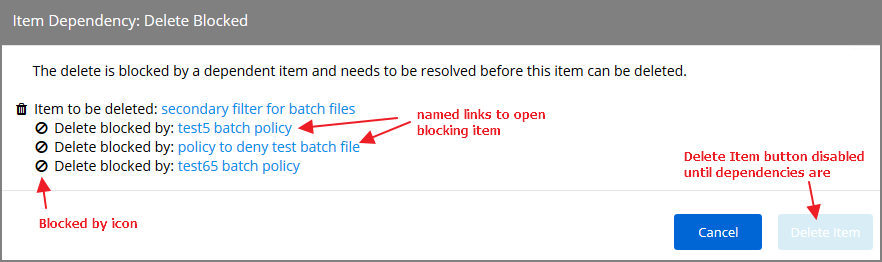 Item Dependency: Delete Blocked
The delete is blocked by a dependent item and needs to be resolved before this item can be deleted.
Item to be deleted: secondary filter for batch files
Delete blocked by: test5 batch policy
Delete blocked by: policy to deny test batch file
Delete blocked by: test65 batch policy
named links to open
blocking item
Blocked by icon
Delete Item button disabled
until dependencies are
Cancel
Delete Item